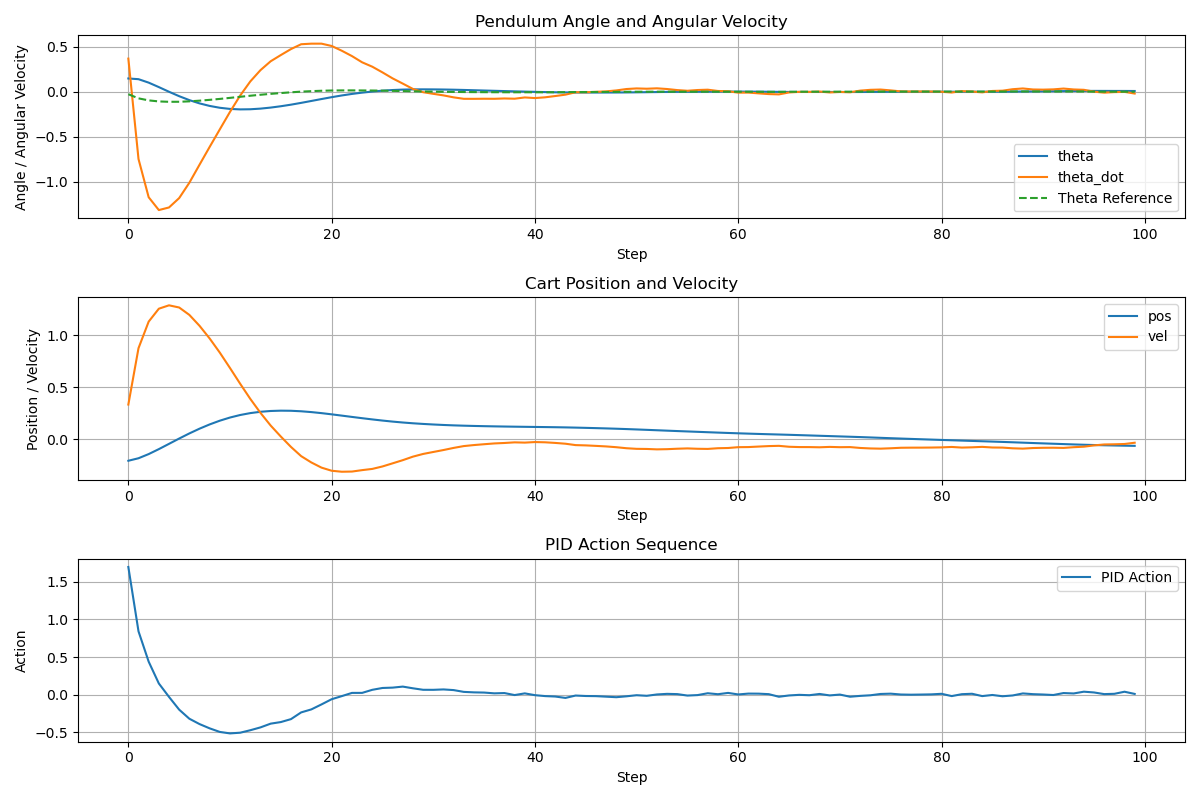 Pendulum Angle and Angular Velocity
Angle / Angular Velocity
0.5
0.0
−0.5
−1.0
theta
theta_dot
Theta Reference
0 20 40 60 80 100
Step
Cart Position and Velocity
Position / Velocity
1.0
0.5
0.0
pos
vel
0 20 40 60 80 100
Step
PID Action Sequence
Action
1.5
1.0
0.5
0.0
−0.5
PID Action
0 20 40 60 80 100
Step